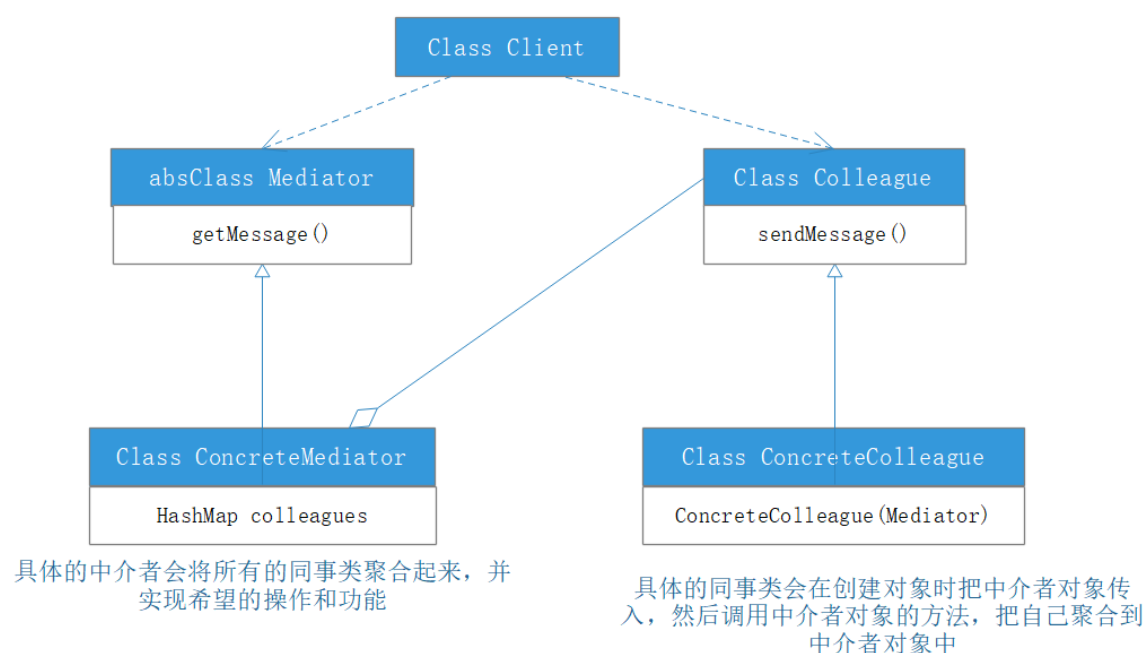 Class Client
absClass Mediator
getMessage()
Class Colleague
sendMessage()
Class ConcreteMediator
HashMap colleagues
具体的中介者会将所有的同事类聚合起来，并
实现希望的操作和功能
Class ConcreteColleague
ConcreteColleague(Mediator)
具体的同事类会在创建对象时把中介者对象传
入，然后调用中介者对象的方法，把自己聚合到
中介者对象中